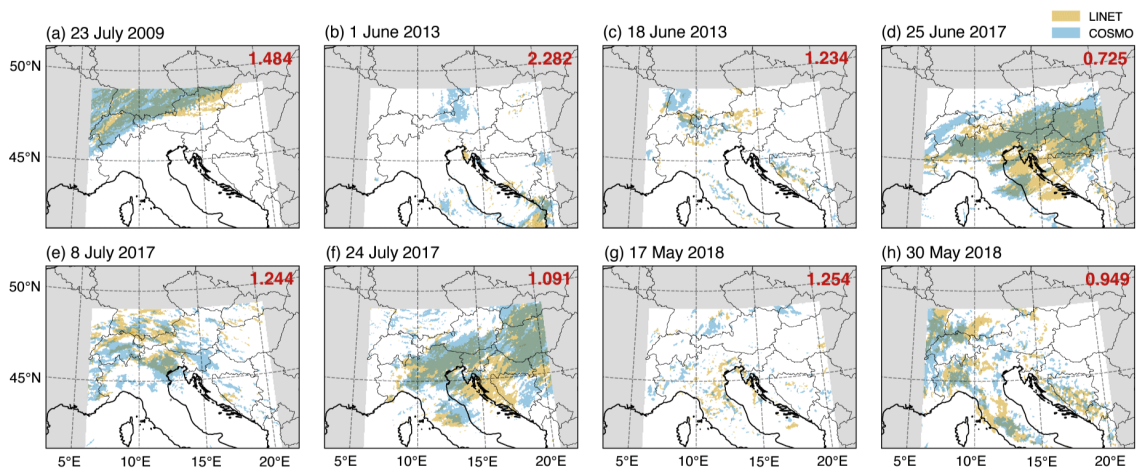 LINET
COSMO
(a) 23 July 2009
(b) 1 June 2013
(c) 18 June 2013
(d) 25 June 2017
50°N
1.484
2.282
1.234
0.725
45°N
(e) 8 July 2017
(f) 24 July 2017
(g) 17 May 2018
(h) 30 May 2018
50°N
1.244
1.091
1.254
0.949
45°N
5°E 10°E 15°E 20°E 5°E 10°E 15°E 20°E 5°E 10°E 15°E 20°E 5°E 10°E 15°E 20°E